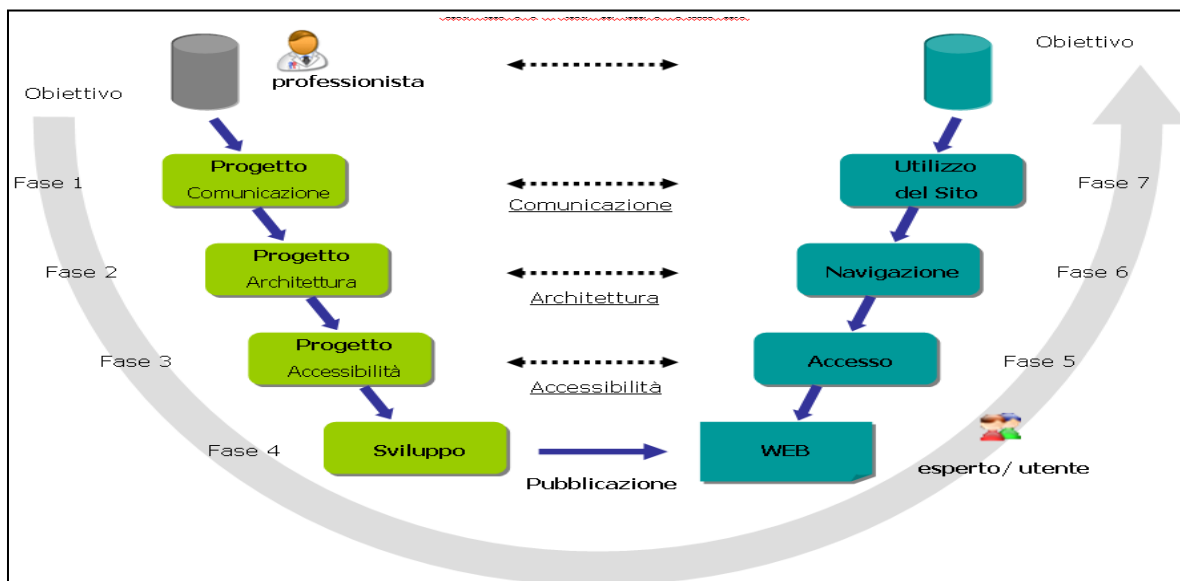 Obiettivo
professionista
Obiettivo
Fase 1
Progetto
Comunicazione
Comunicazione
Utilizzo
del Sito
Fase 7
Fase 2
Progetto
Architettura
Architettura
Navigazione
Fase 6
Fase 3
Progetto
Accessibilità
Accessibilità
Accesso
Fase 5
Fase 4
Sviluppo
Pubblicazione
WEB
esperto/ utente